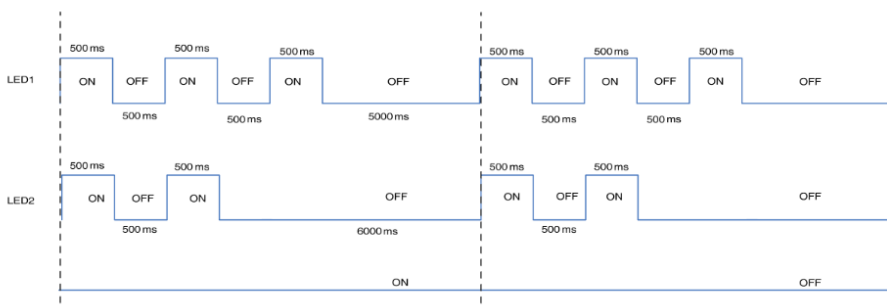 500 ms 500 ms 500 ms 500 ms 500 ms 500 ms
LED1 ON OFF ON OFF ON OFF ON OFF ON OFF ON OFF
500 ms 500 ms 5000 ms 500 ms 500 ms
500 ms 500 ms 500 ms 500 ms
LED2 ON OFF ON OFF ON OFF ON OFF
500 ms 6000 ms 500 ms
ON OFF